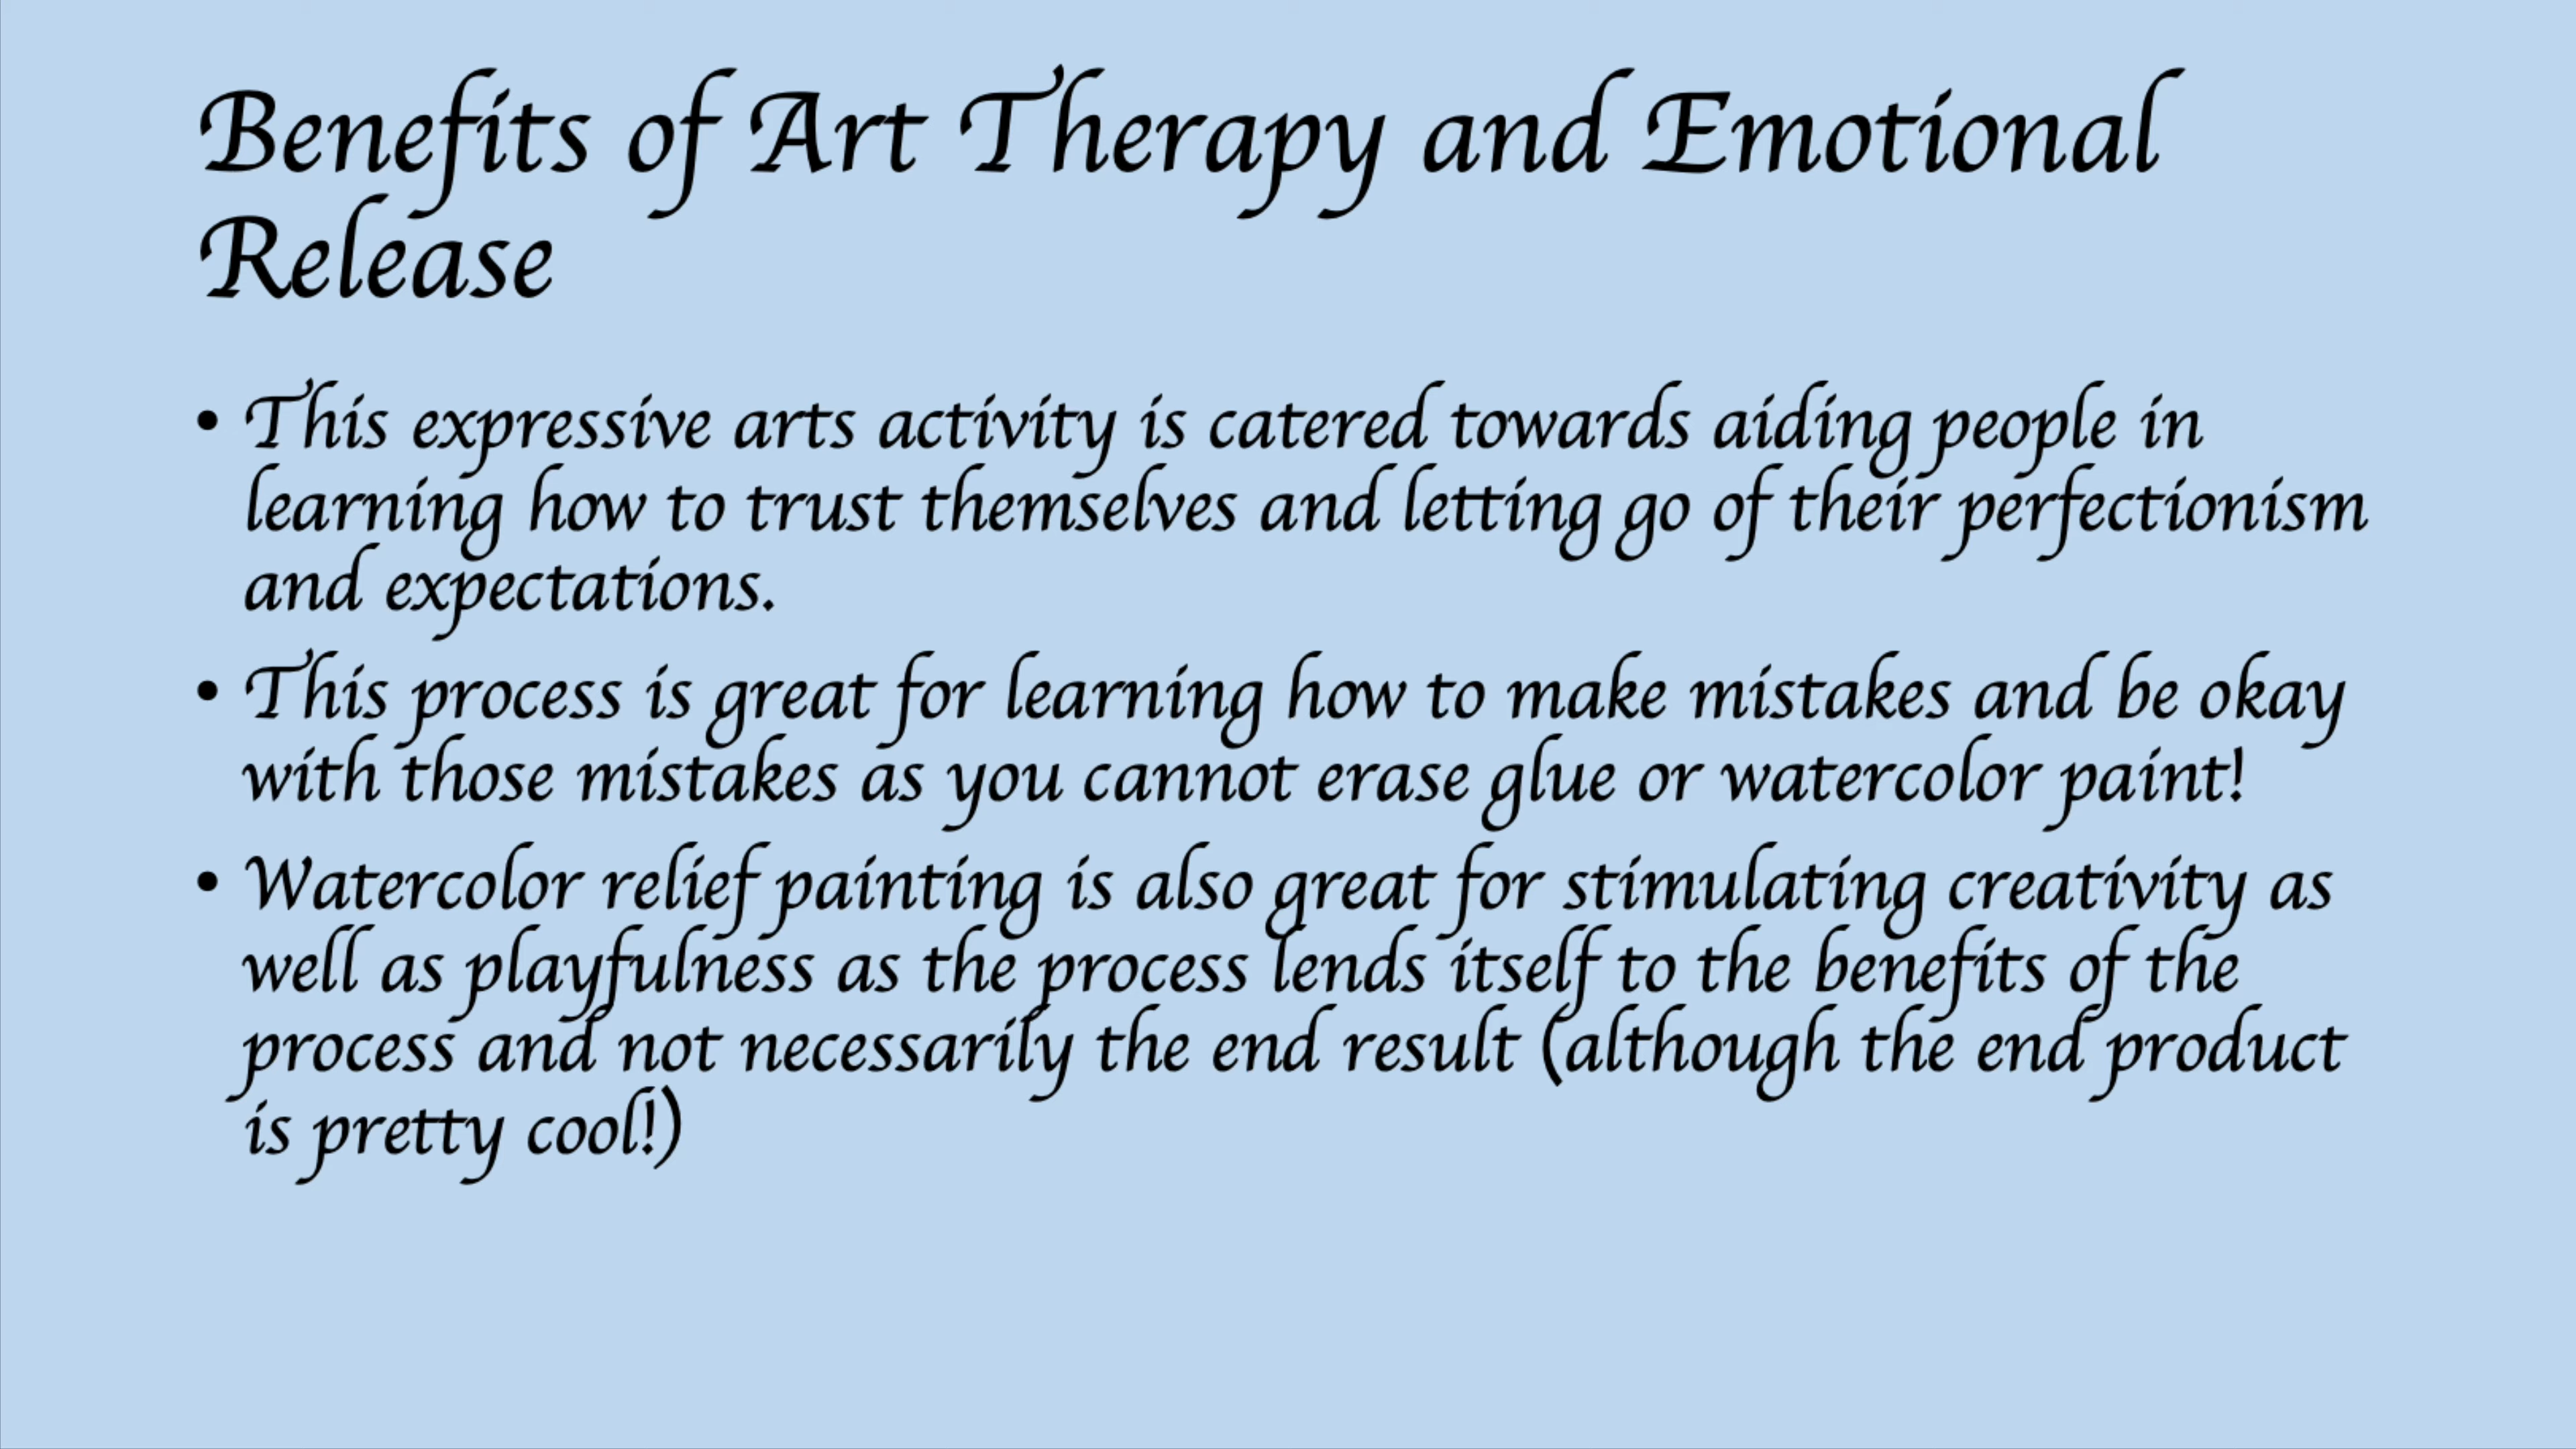 Benefits of Art Therapy and Emotional
Release
• This expressive arts activity is catered towards aiding people in
learning how to trust themselves and letting go of their perfectionism
and expectations.
• This process is great for learning how to make mistakes and be okay
with those mistakes as you cannot erase glue or watercolor paint!
• Watercolor relief painting is also great for stimulating creativity as
well as playfulness as the process lends itself to the benefits of the
process and not necessarily the end result (although the end product
is pretty cool!)